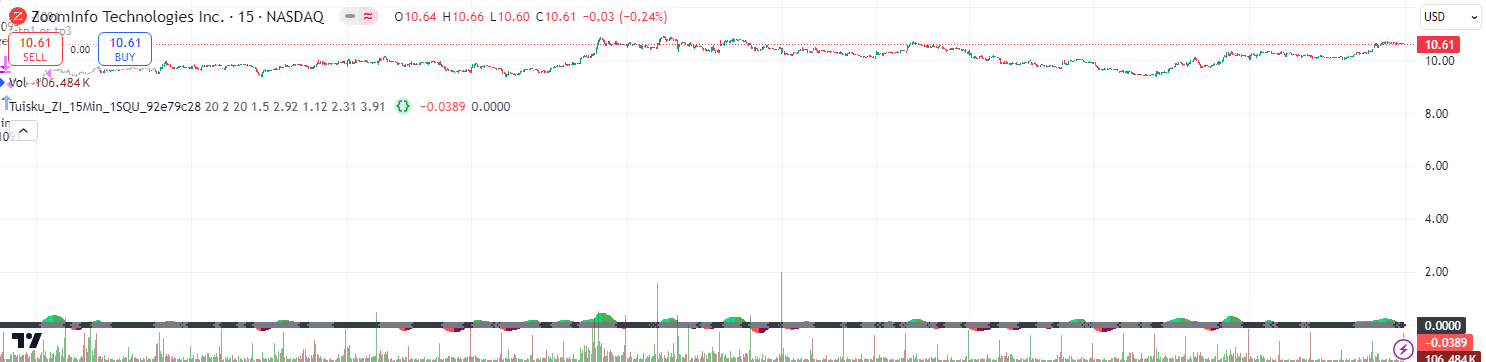 ZoomInfo Technologies Inc. · 15 · NASDAQ O10.64 H10.66 L10.60 C10.61 −0.03 (−0.24%)
USD
10.61 SELL
0.00
10.61 BUY
10.61
10.00
Vol 106.484 K
Tuisku_ZI_15Min_1SQU_92e79c28 20 2 20 1.5 2.92 1.12 2.31 3.91 −0.0389 0.0000
8.00
6.00
4.00
2.00
0.0000
−0.0389
106.484K